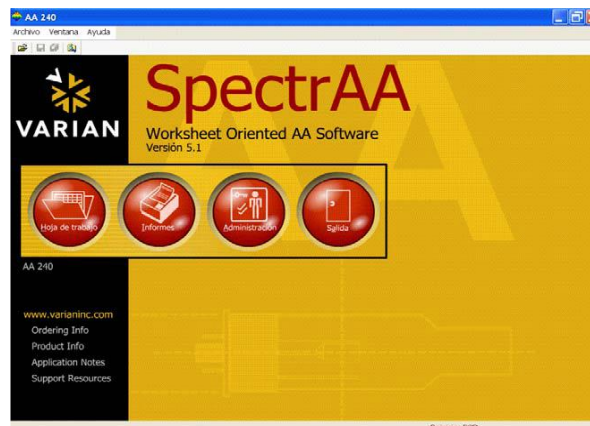 AA 240
Archivo Ventana Ayuda
SpectrAA
VARIAN
Worksheet Oriented AA Software
Versión 5.1
Hoja de trabajo
Informes
Administración
Salida
AA 240
www.varianinc.com
Ordering Info
Product Info
Application Notes
Support Resources